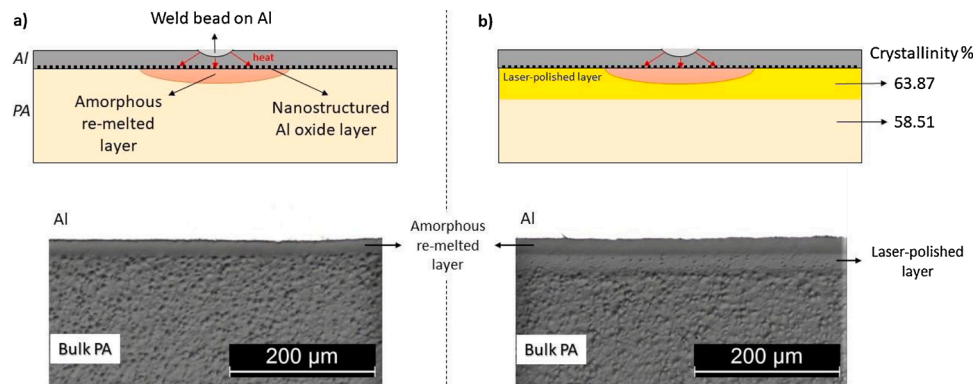 a)
Weld bead on Al
Al
heat
PA
Amorphous
re-melted
layer
Nanostructured
Al oxide layer
b)
Crystallinity %
Laser-polished layer
63.87
58.51
Al
Amorphous
re-melted
layer
Bulk PA
200 µm
Al
Laser-polished
layer
Bulk PA
200 µm